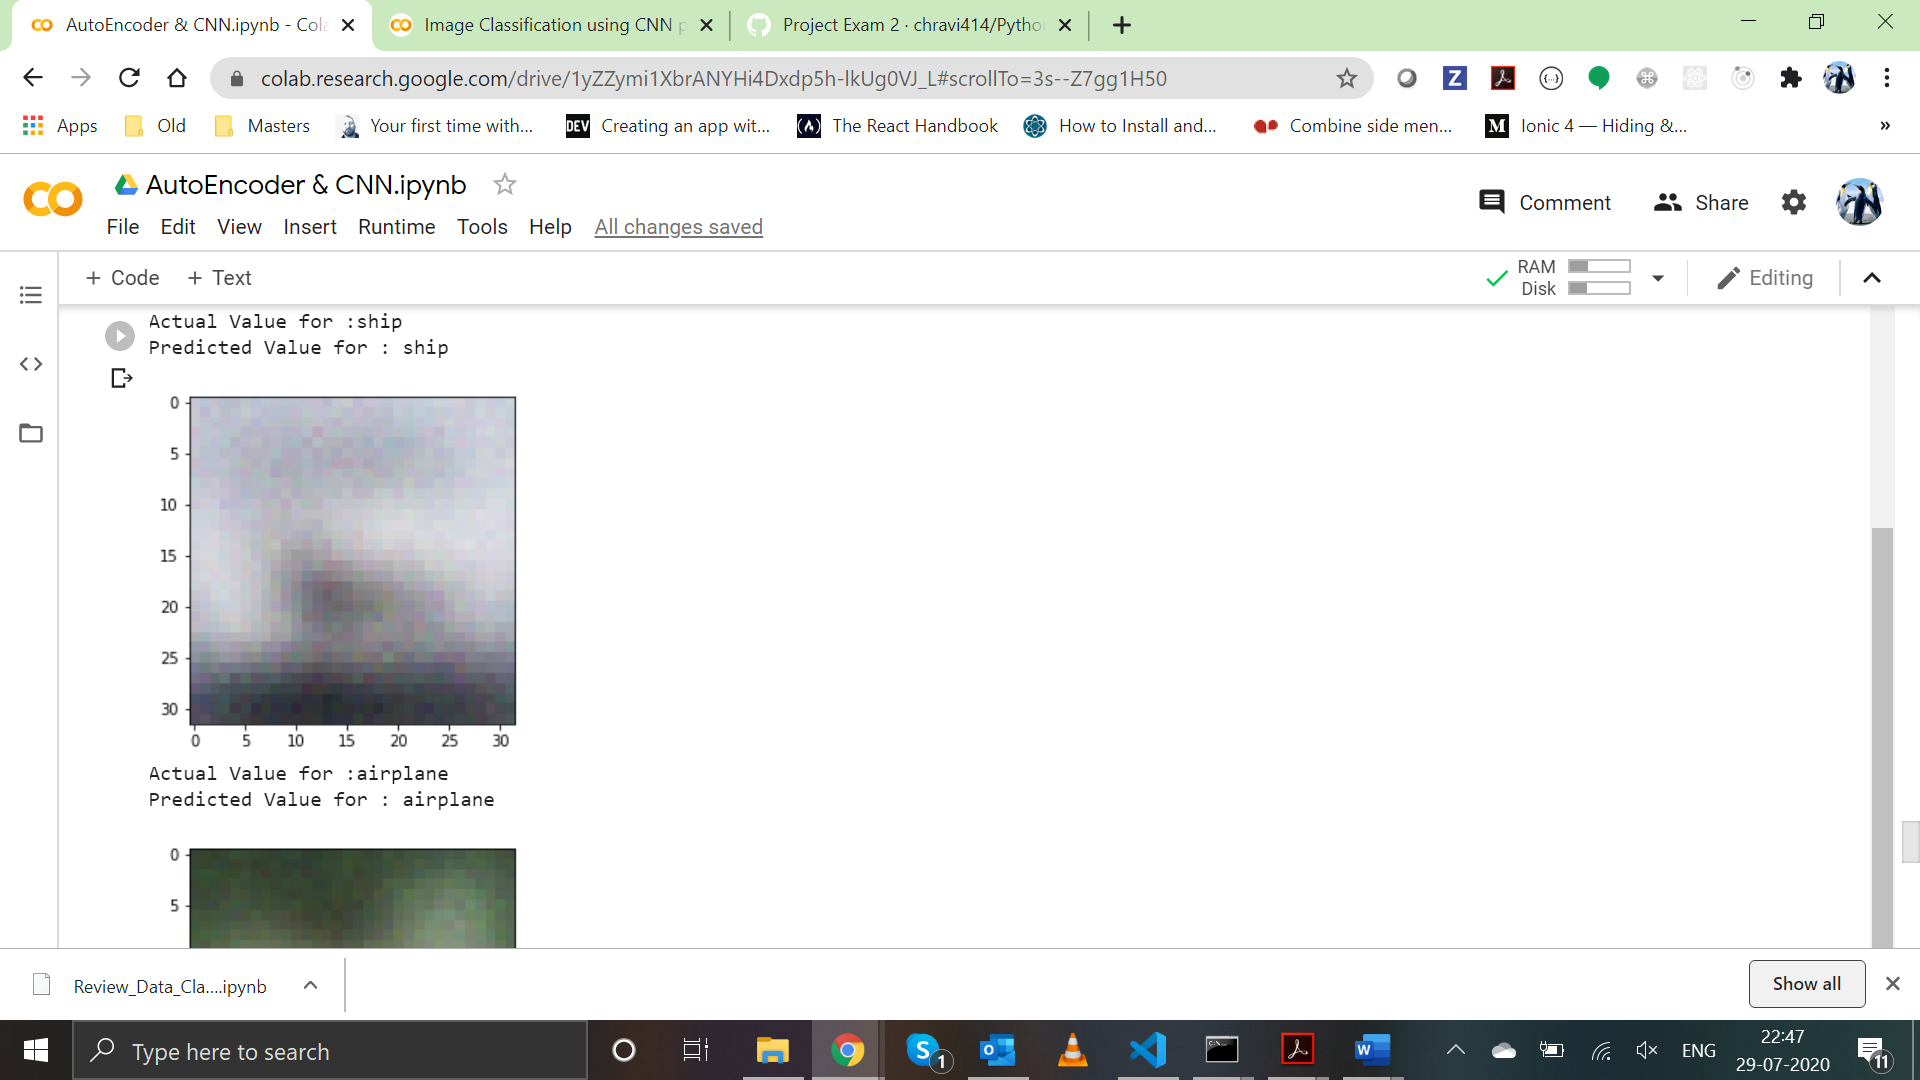 AutoEncoder & CNN.ipynb - Cola
Image Classification using CNN p
Project Exam 2 · chravi414/Pytho
colab.research.google.com/drive/1yZZymi1XbrANYHi4Dxdp5h-lkUg0VJ_L#scrollTo=3s--Z7gg1H50
Apps
Old
Masters
Your first time with...
DEV
Creating an app wit...
The React Handbook
How to Install and...
Combine side men...
M
Ionic 4 — Hiding &...
»
AutoEncoder & CNN.ipynb
File Edit View Insert Runtime Tools Help All changes saved
Comment
Share
+ Code + Text
RAM
Disk
Editing
Actual Value for :ship
Predicted Value for : ship
0
5
10
15
20
25
30
0 5 10 15 20 25 30
Actual Value for :airplane
Predicted Value for : airplane
0
5
Review_Data_Cla....ipynb
Show all
Type here to search
S 1
ENG
22:47
29-07-2020
11